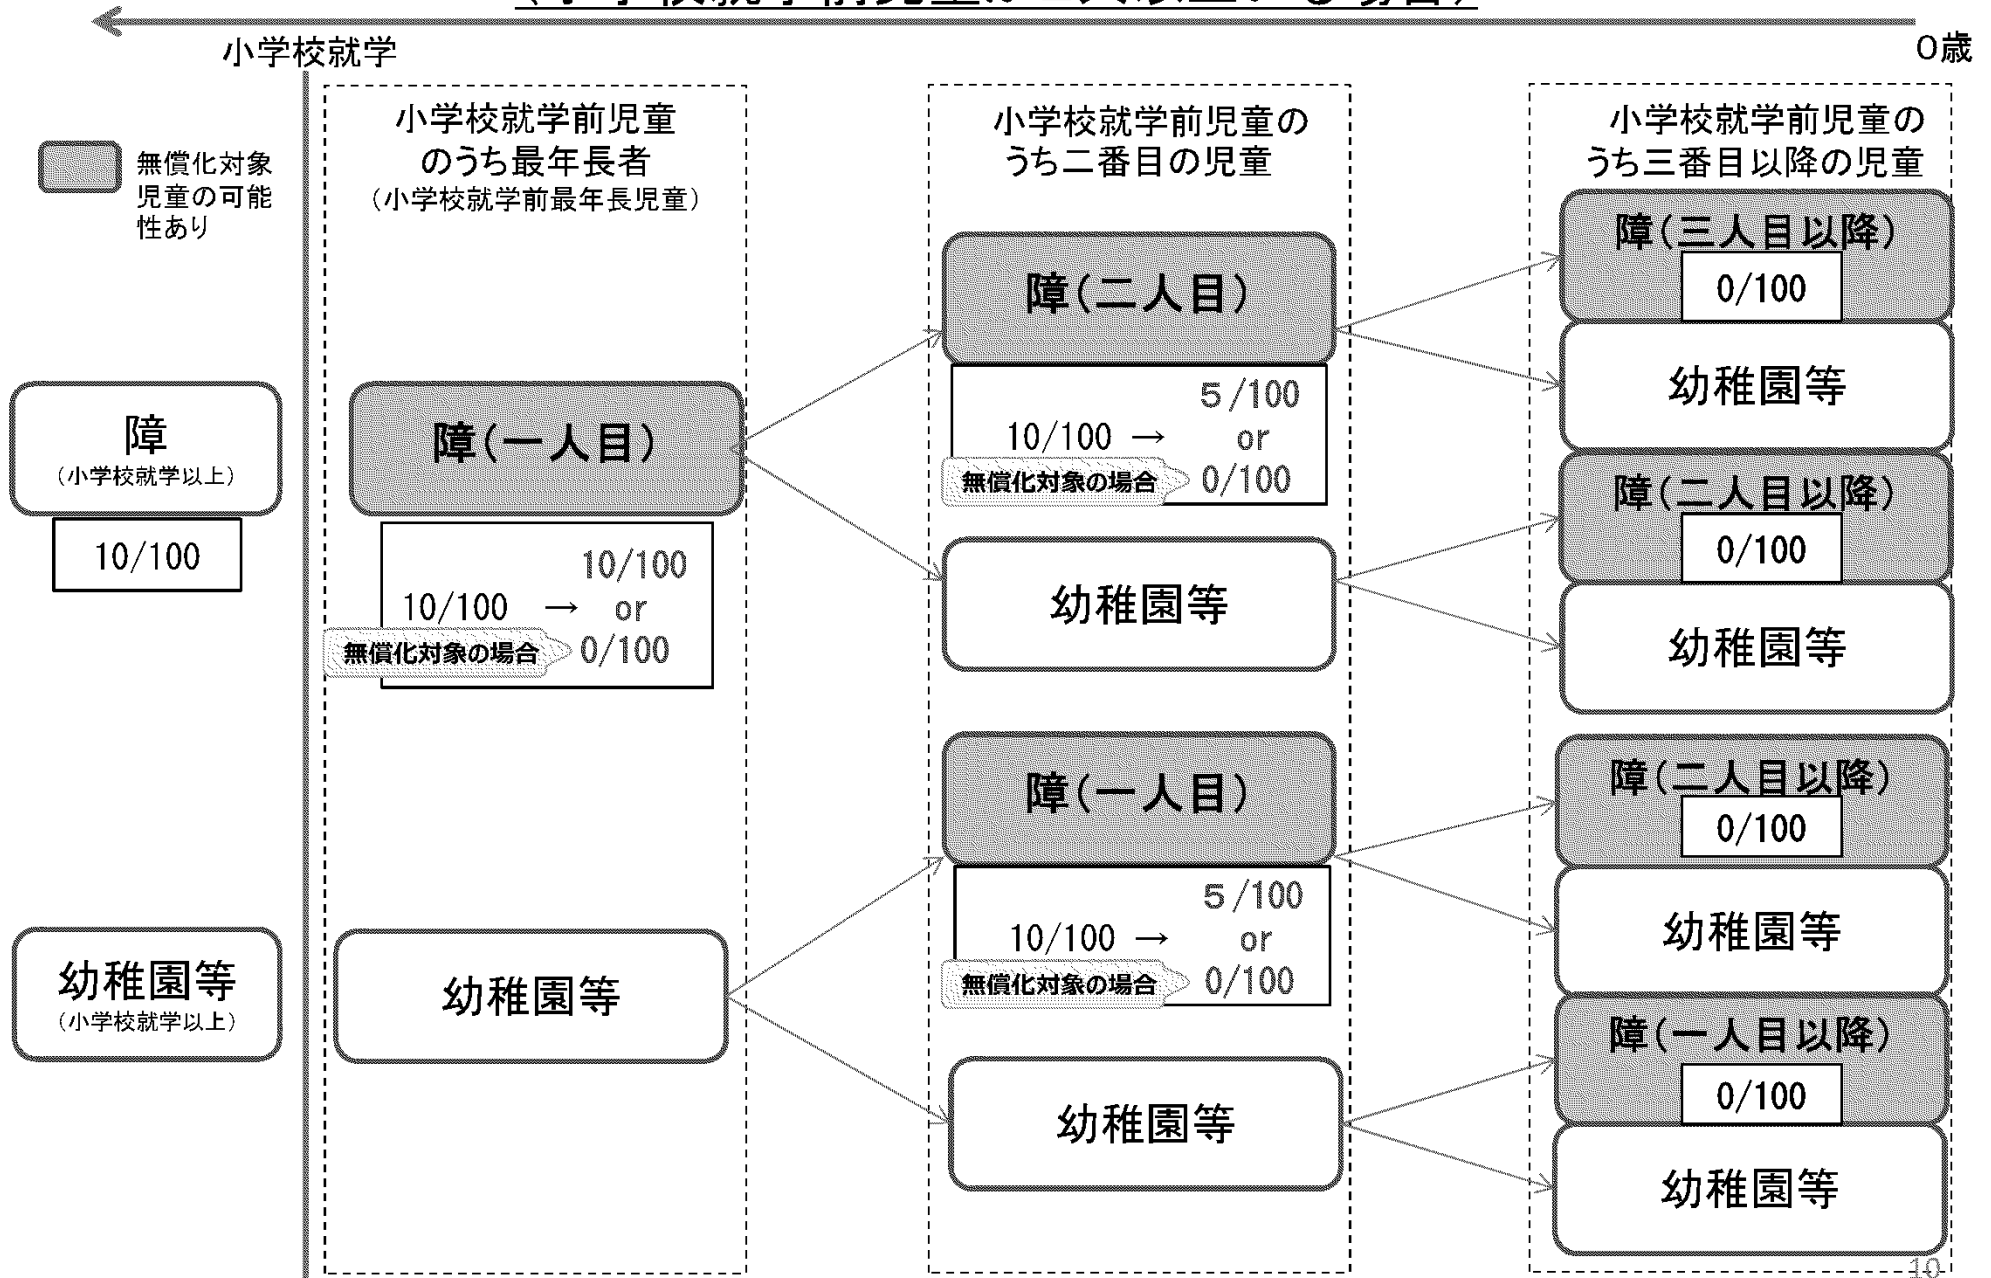 小学校就学
0歳
無償化対象
児童の可能
性あり
小学校就学前児童
のうち最年長者
(小学校就学前最年長児童)
小学校就学前児童の
うち二番目の児童
小学校就学前児童の
うち三番目以降の児童
障
(小学校就学以上)
10/100
幼稚園等
(小学校就学以上)
障(一人目)
10/100
10/100 → or
無償化対象の場合 0/100
幼稚園等
障(二人目)
5/100
10/100 → or
無償化対象の場合 0/100
幼稚園等
障(一人目)
5/100
10/100 → or
無償化対象の場合 0/100
幼稚園等
障(三人目以降)
0/100
幼稚園等
障(二人目以降)
0/100
幼稚園等
障(二人目以降)
0/100
幼稚園等
障(一人目以降)
0/100
幼稚園等
10